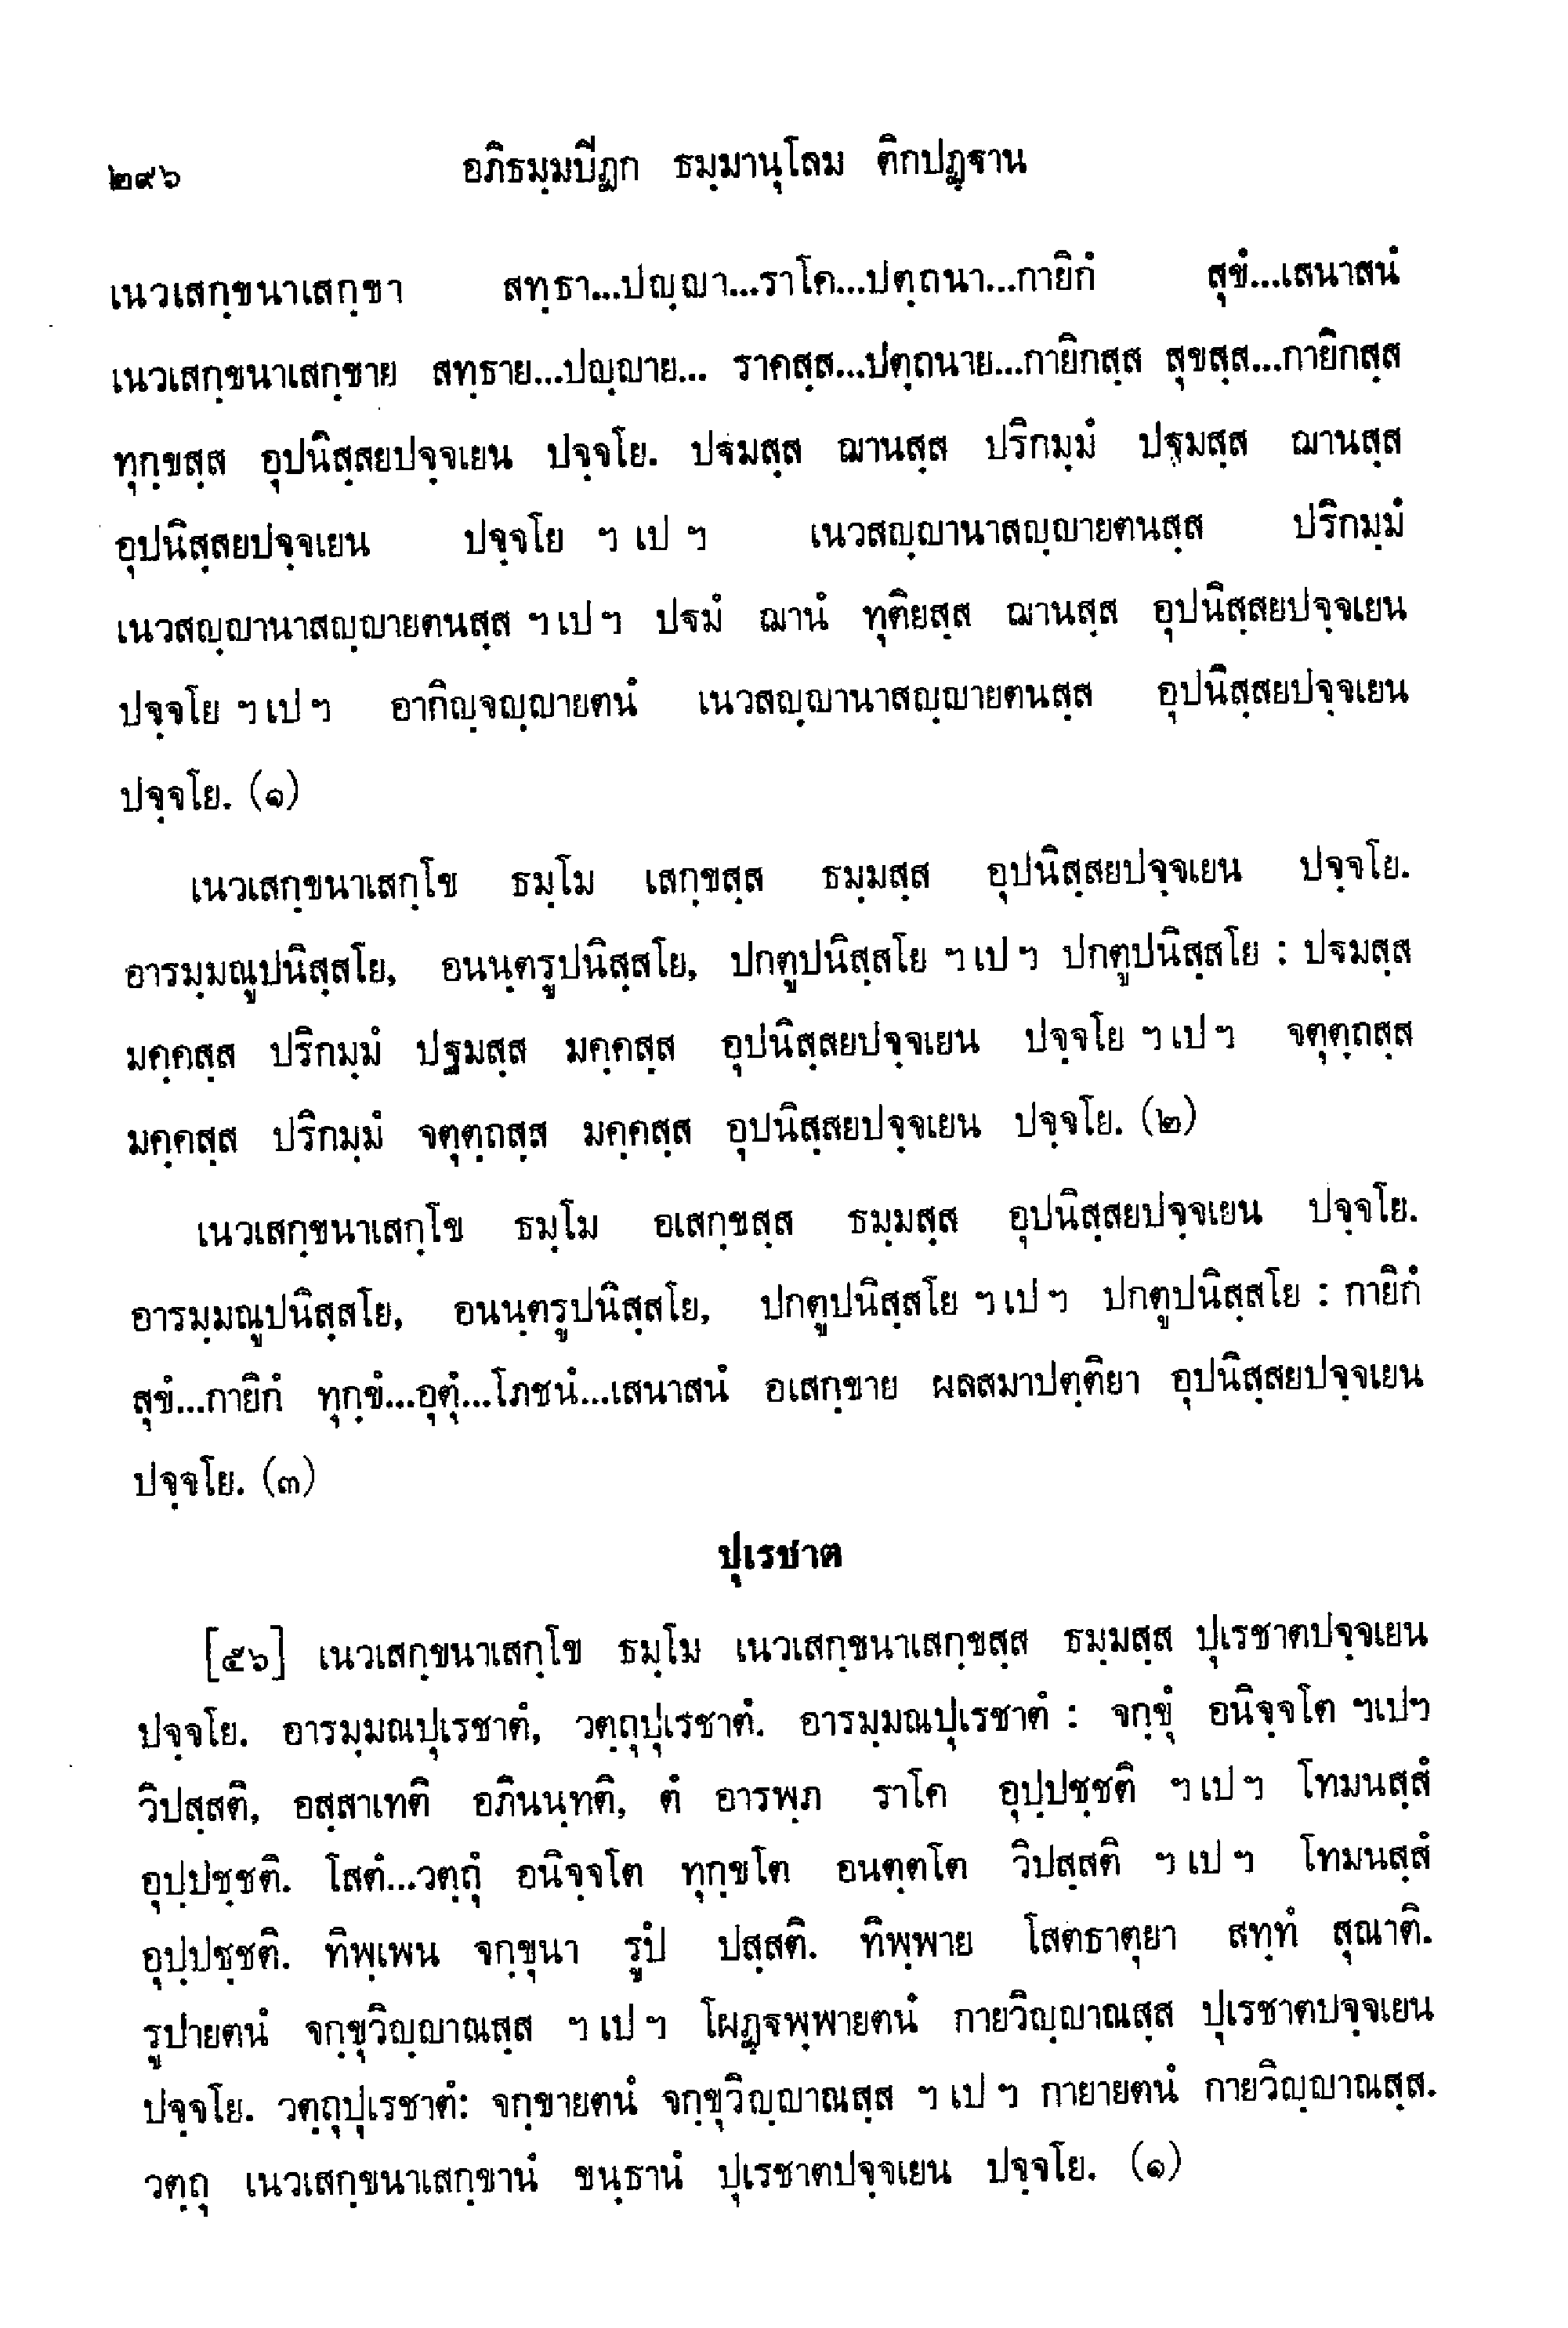 ๒๙๖ อภิธมฺมปีฏก ธมฺมานุโลม ติกปฏฺฐาน
เนวเสกฺขนาเสกฺขา สทฺธา...ปญฺญา...ราโค...ปตฺถนา...กายิกํ สุขํ...เสนาสนํ
เนวเสกฺขนาเสกฺขาย สทฺธาย...ปญฺญาย... ราคสฺส...ปตฺถนาย...กายิกสฺส สุขสฺส...กายิกสฺส
ทุกฺขสฺส อุปนิสฺสยปจฺจเยน ปจฺจโย. ปฐมสฺส ฌานสฺส ปริกมฺมํ ปฐมสฺส ฌานสฺส
อุปนิสฺสยปจฺจเยน ปจฺจโย ฯ เป ฯ เนวสญฺญานาสญฺญายตนสฺส ปริกมฺมํ
เนวสญฺญานาสญฺญายตนสฺส ฯ เป ฯ ปฐมํ ฌานํ ทุติยสฺส ฌานสฺส อุปนิสฺสยปจฺจเยน
ปจฺจโย ฯ เป ฯ อากิญฺจญฺญายตนํ เนวสญฺญานาสญฺญายตนสฺส อุปนิสฺสยปจฺจเยน
ปจฺจโย. (๑)
เนวเสกฺขนาเสกฺโข ธมฺโม เสกฺขสฺส ธมฺมสฺส อุปนิสฺสยปจฺจเยน ปจฺจโย.
อารมฺมณูปนิสฺสโย, อนนฺตรูปนิสฺสโย, ปกตูปนิสฺสโย ฯ เป ฯ ปกตูปนิสฺสโย : ปฐมสฺส
มคฺคสฺส ปริกมฺมํ ปฐมสฺส มคฺคสฺส อุปนิสฺสยปจฺจเยน ปจฺจโย ฯ เป ฯ จตุตฺถสฺส
มคฺคสฺส ปริกมฺมํ จตุตฺถสฺส มคฺคสฺส อุปนิสฺสยปจฺจเยน ปจฺจโย. (๒)
เนวเสกฺขนาเสกฺโข ธมฺโม อเสกฺขสฺส ธมฺมสฺส อุปนิสฺสยปจฺจเยน ปจฺจโย.
อารมฺมณูปนิสฺสโย, อนนฺตรูปนิสฺสโย, ปกตูปนิสฺสโย ฯ เป ฯ ปกตูปนิสฺสโย : กายิกํ
สุขํ...กายิกํ ทุกฺขํ...อุตุํ...โภชนํ...เสนาสนํ อเสกฺขาย ผลสมาปตฺติยา อุปนิสฺสยปจฺจเยน
ปจฺจโย. (๓)
ปุเรชาต
[๕๖] เนวเสกฺขนาเสกฺโข ธมฺโม เนวเสกฺขนาเสกฺขสฺส ธมฺมสฺส ปุเรชาตปจฺจเยน
ปจฺจโย. อารมฺมณปุเรชาตํ, วตฺถุปุเรชาตํ. อารมฺมณปุเรชาตํ : จกฺขุํ อนิจฺจโต ฯเปฯ
วิปสฺสติ, อสฺสาเทติ อภินนฺทติ, ตํ อารพฺภ ราโค อุปฺปชฺชติ ฯ เป ฯ โทมนสฺสํ
อุปฺปชฺชติ. โสตํ...วตฺถุํ อนิจฺจโต ทุกฺขโต อนตฺตโต วิปสฺสติ ฯ เป ฯ โทมนสฺสํ
อุปฺปชฺชติ. ทิพฺเพน จกฺขุนา รูปํ ปสฺสติ. ทิพฺพาย โสตธาตุยา สทฺทํ สุณาติ.
รูปายตนํ จกฺขุวิญฺญาณสฺส ฯ เป ฯ โผฏฺฐพฺพายตนํ กายวิญฺญาณสฺส ปุเรชาตปจฺจเยน
ปจฺจโย. วตฺถุปุเรชาตํ: จกฺขายตนํ จกฺขุวิญฺญาณสฺส ฯ เป ฯ กายายตนํ กายวิญฺญาณสฺส.
วตฺถุ เนวเสกฺขนาเสกฺขานํ ขนฺธานํ ปุเรชาตปจฺจเยน ปจฺจโย. (๑)